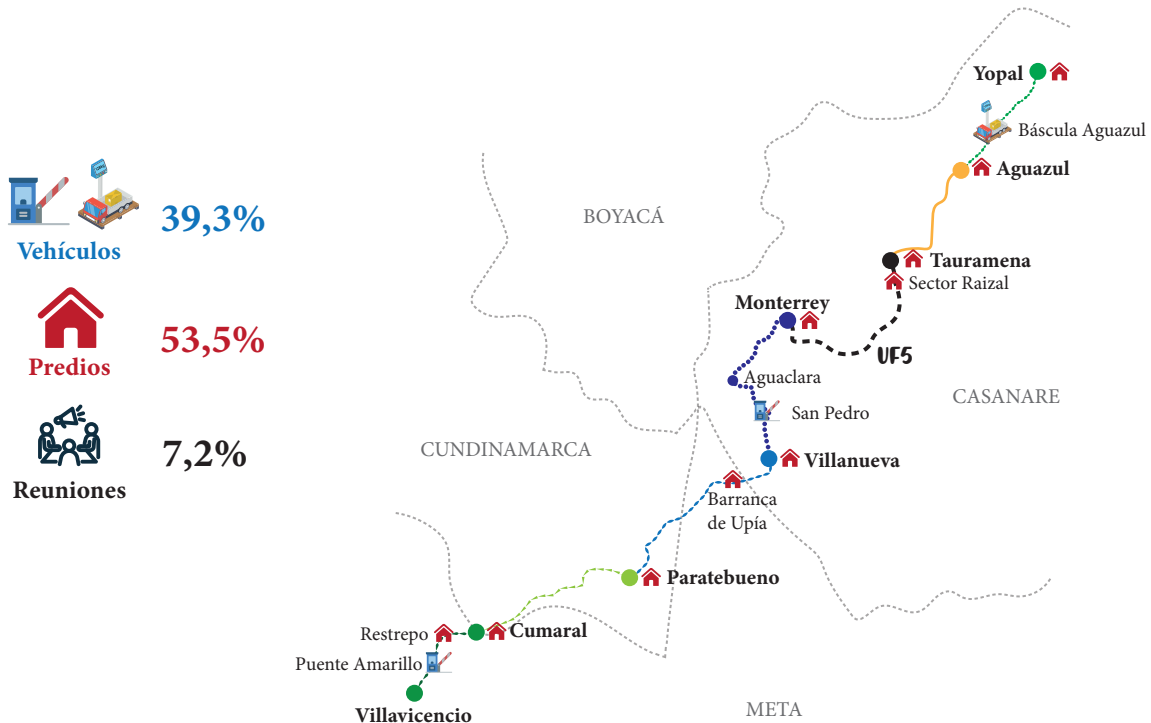 Vehículos
39,3%
Predios
53,5%
Reuniones
7,2%
Yopal
Báscula Aguazul
Aguazul
BOYACÁ
Tauramena
Sector Raizal
Monterrey
UF5
Aguaclara
CASANARE
San Pedro
CUNDINAMARCA
Villanueva
Barranca
de Upía
Paratebueno
Restrepo
Cumaral
Puente Amarillo
Villavicencio
META